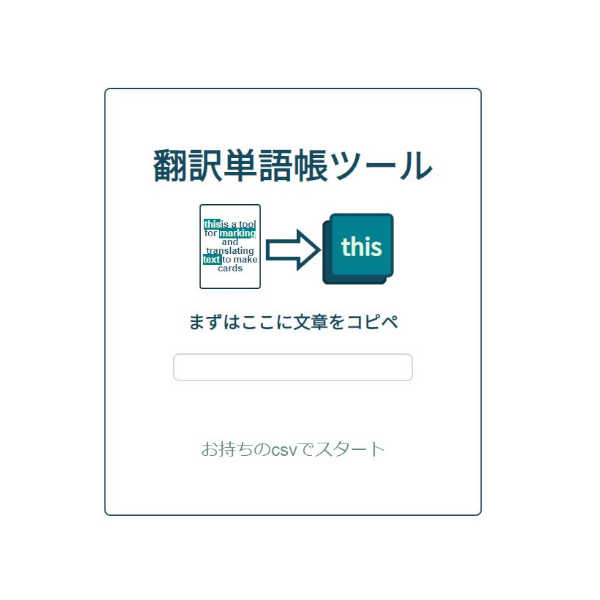 翻訳単語帳ツール
thisis a tool
for marking
and
translating
text to make
cards
this
まずはここに文章をコピペ
お持ちのcsvでスタート